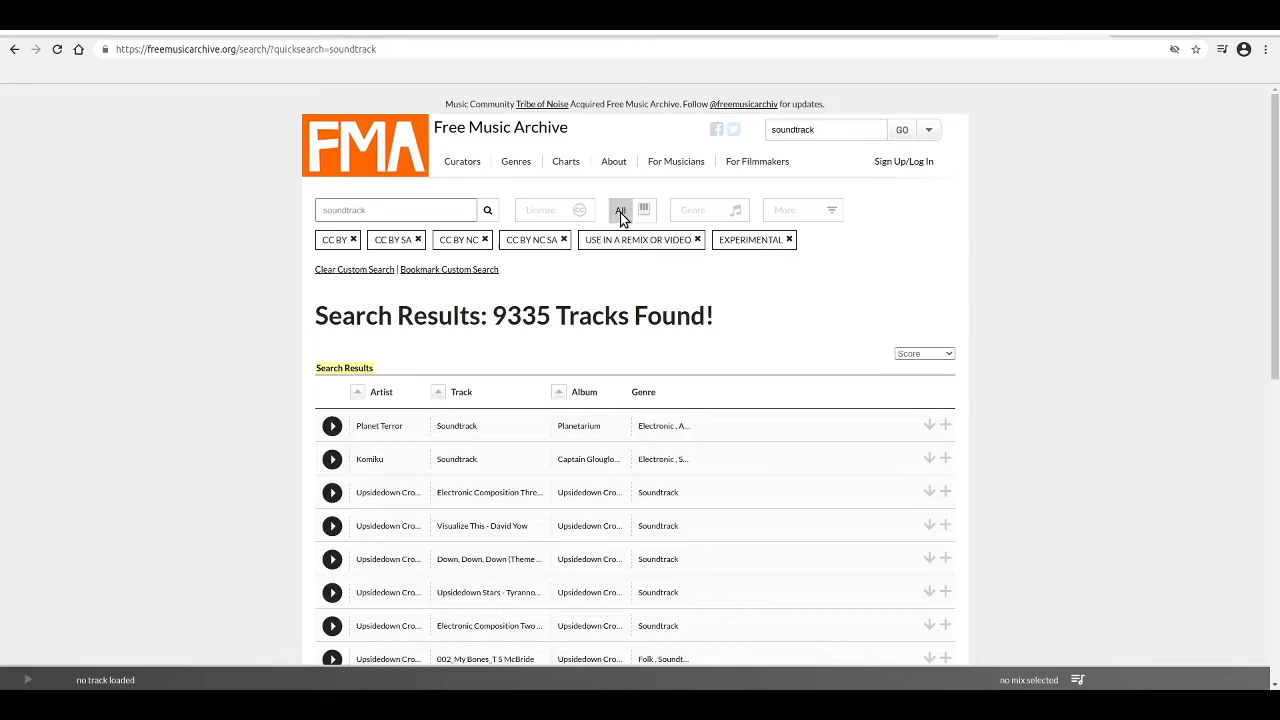 https://freemusicarchive.org/search/?quicksearch=soundtrack
Music Community Tribe of Noise Acquired Free Music Archive. Follow @freemusicarchiv for updates.
FMA
Free Music Archive
soundtrack GO
Curators Genres Charts About For Musicians For Filmmakers Sign Up/Log In
soundtrack License CC All Genre More
CC BY CC BY SA CC BY NC CC BY NC SA USE IN A REMIX OR VIDEO EXPERIMENTAL
Clear Custom Search | Bookmark Custom Search
Search Results: 9335 Tracks Found!
Score
Search Results
Artist Track Album Genre
Planet Terror Soundtrack Planetarium Electronic , A...
Komiku Soundtrack Captain Glouglo... Electronic , S...
Upsidedown Cro... Electronic Composition Thre... Upsidedown Cro... Soundtrack
Upsidedown Cro... Visualize This - David Yow Upsidedown Cro... Soundtrack
Upsidedown Cro... Down, Down, Down (Theme ... Upsidedown Cro... Soundtrack
Upsidedown Cro... Upsidedown Stars - Tyranno... Upsidedown Cro... Soundtrack
Upsidedown Cro... Electronic Composition Two ... Upsidedown Cro... Soundtrack
Upsidedown Cro... 002_My Bones_T S McBride Upsidedown Cro... Folk , Soundt...
no track loaded no mix selected